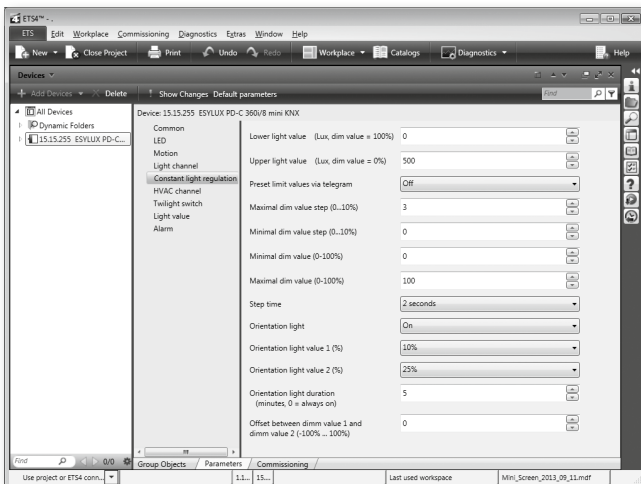 ETS4™ - .
ETS Edit Workplace Commissioning Diagnostics Extras Window Help
New Close Project Print Undo Redo Workplace Catalogs Diagnostics Help
Devices
Add Devices Delete Show Changes Default parameters Find
All Devices
Dynamic Folders
15.15.255 ESYLUX PD-C...
Device: 15.15.255 ESYLUX PD-C 360i/8 mini KNX
Common
LED
Motion
Light channel
Constant light regulation
HVAC channel
Twilight switch
Light value
Alarm
Lower light value (Lux, dim value = 100%) 0
Upper light value (Lux, dim value = 0%) 500
Preset limit values via telegram Off
Maximal dim value step (0...10%) 3
Minimal dim value step (0...10%) 0
Minimal dim value (0-100%) 0
Maximal dim value (0-100%) 100
Step time 2 seconds
Orientation light On
Orientation light value 1 (%) 10%
Orientation light value 2 (%) 25%
Orientation light duration 5
(minutes, 0 = always on)
Offset between dimm value 1 and 0
dimm value 2 (-100% ... 100%)
Find 0/0 Group Objects Parameters Commissioning
Use project or ETS4 conn... 1.1... 15... Last used workspace Mini_Screen_2013_09_11.mdf